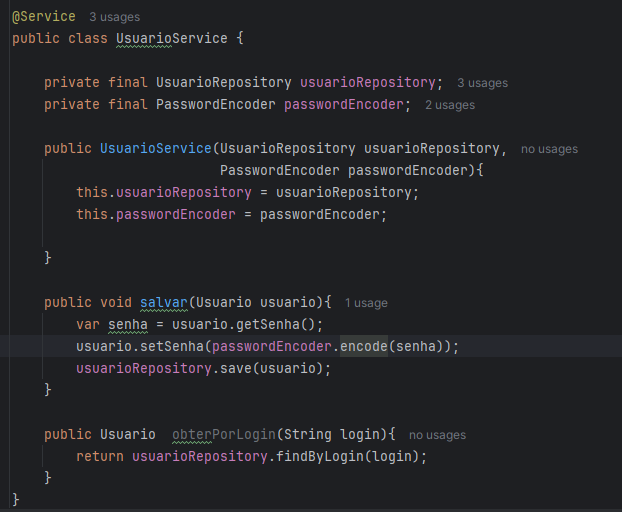 @Service 3 usages
public class UsuarioService {
private final UsuarioRepository usuarioRepository; 3 usages
private final PasswordEncoder passwordEncoder; 2 usages
public UsuarioService(UsuarioRepository usuarioRepository, no usages
PasswordEncoder passwordEncoder){
this.usuarioRepository = usuarioRepository;
this.passwordEncoder = passwordEncoder;
}
public void salvar(Usuario usuario){ 1 usage
var senha = usuario.getSenha();
usuario.setSenha(passwordEncoder.encode(senha));
usuarioRepository.save(usuario);
}
public Usuario obterPorLogin(String login){ no usages
return usuarioRepository.findByLogin(login);
}
}